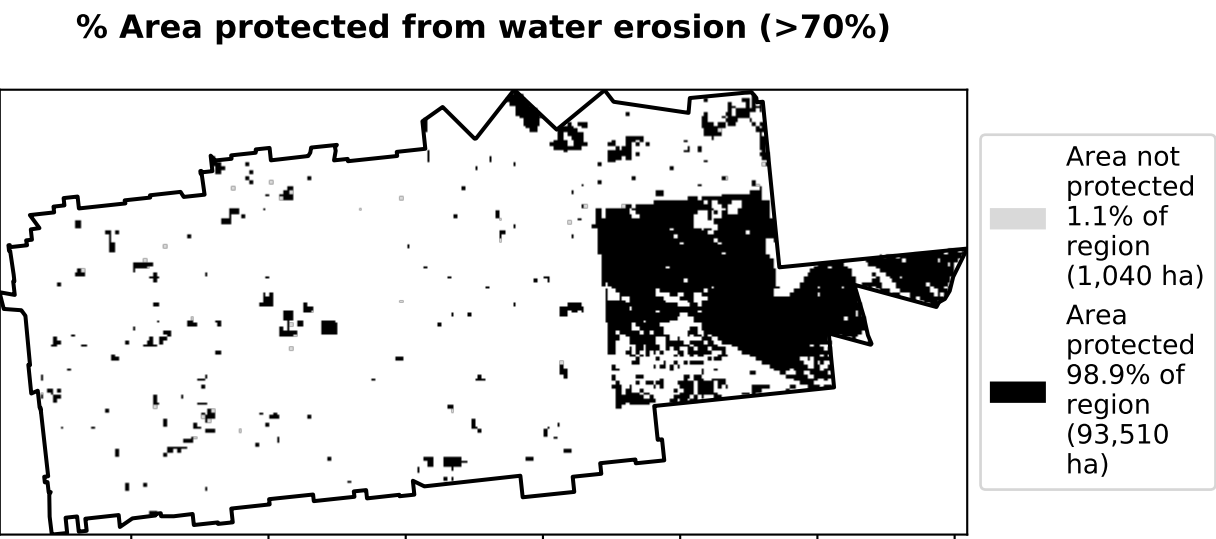 % Area protected from water erosion (>70%)
Area not
protected
1.1% of
region
(1,040 ha)
Area
protected
98.9% of
region
(93,510
ha)